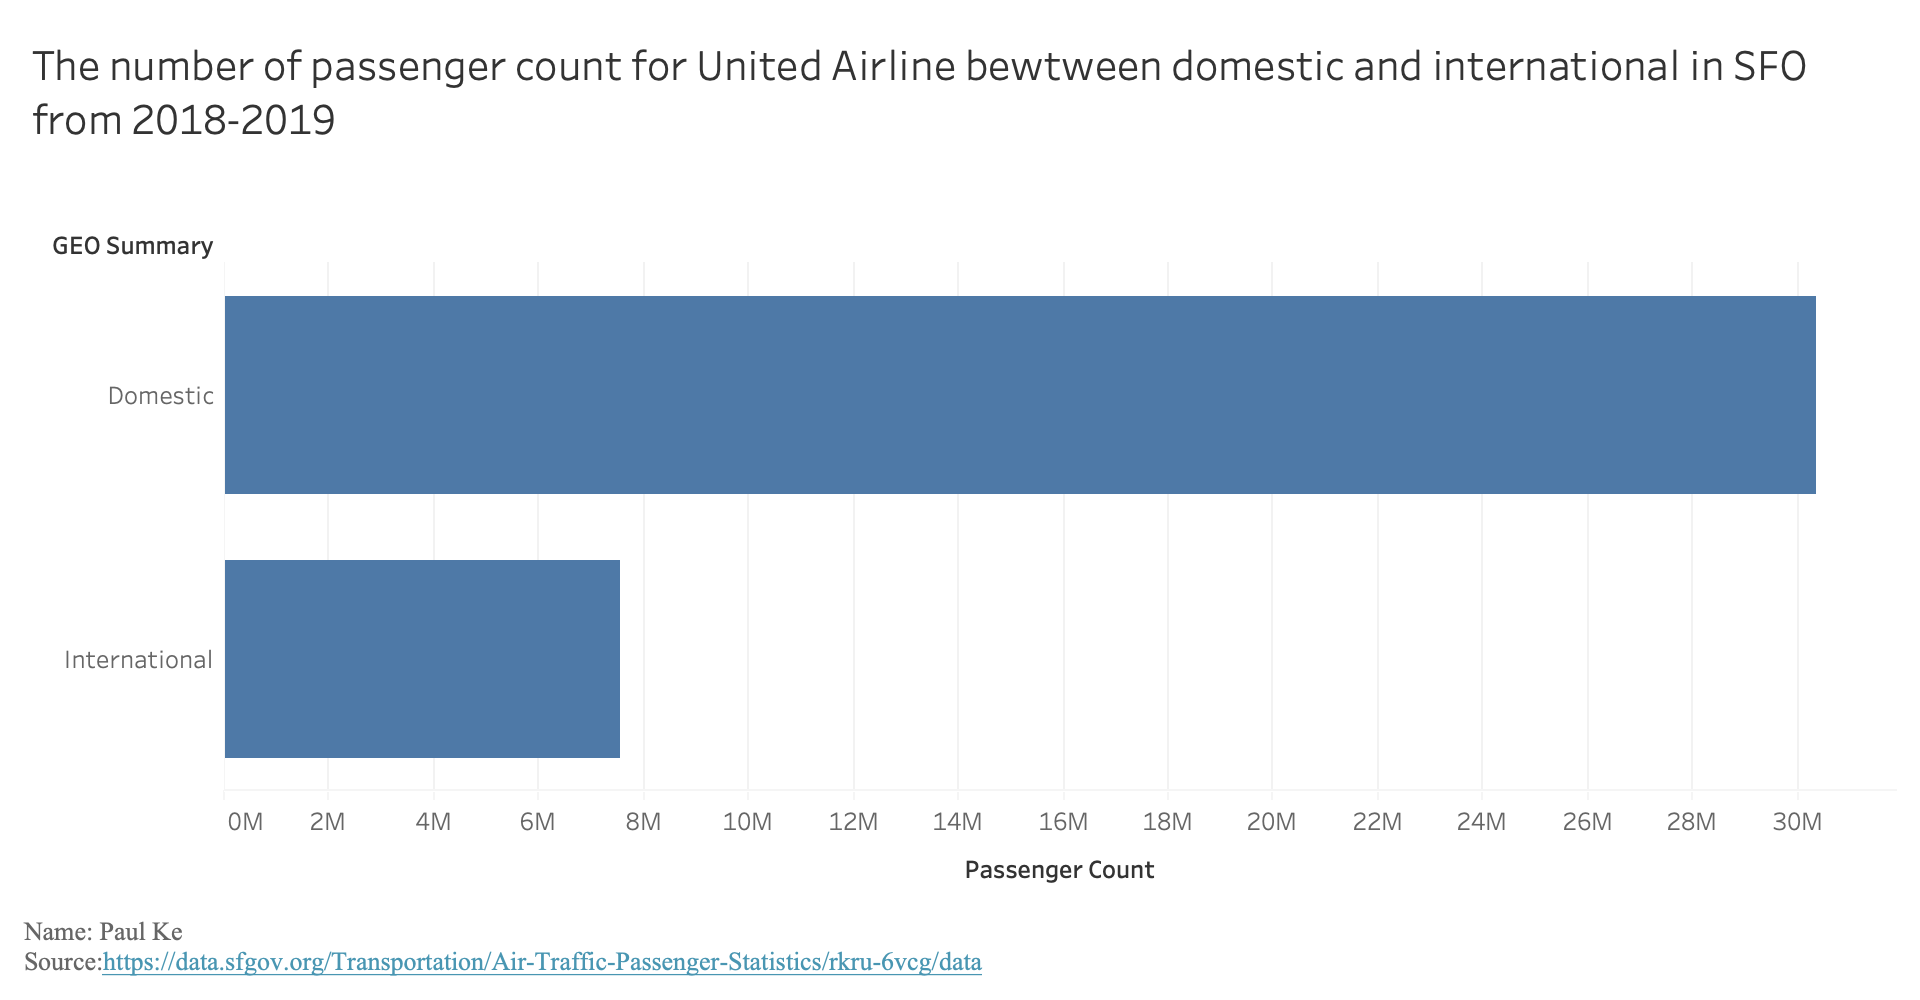 The number of passenger count for United Airline bewtween domestic and international in SFO
from 2018-2019
GEO Summary
Domestic
International
0M 2M 4M 6M 8M 10M 12M 14M 16M 18M 20M 22M 24M 26M 28M 30M
Passenger Count
Name: Paul Ke
Source:https://data.sfgov.org/Transportation/Air-Traffic-Passenger-Statistics/rkru-6vcg/data